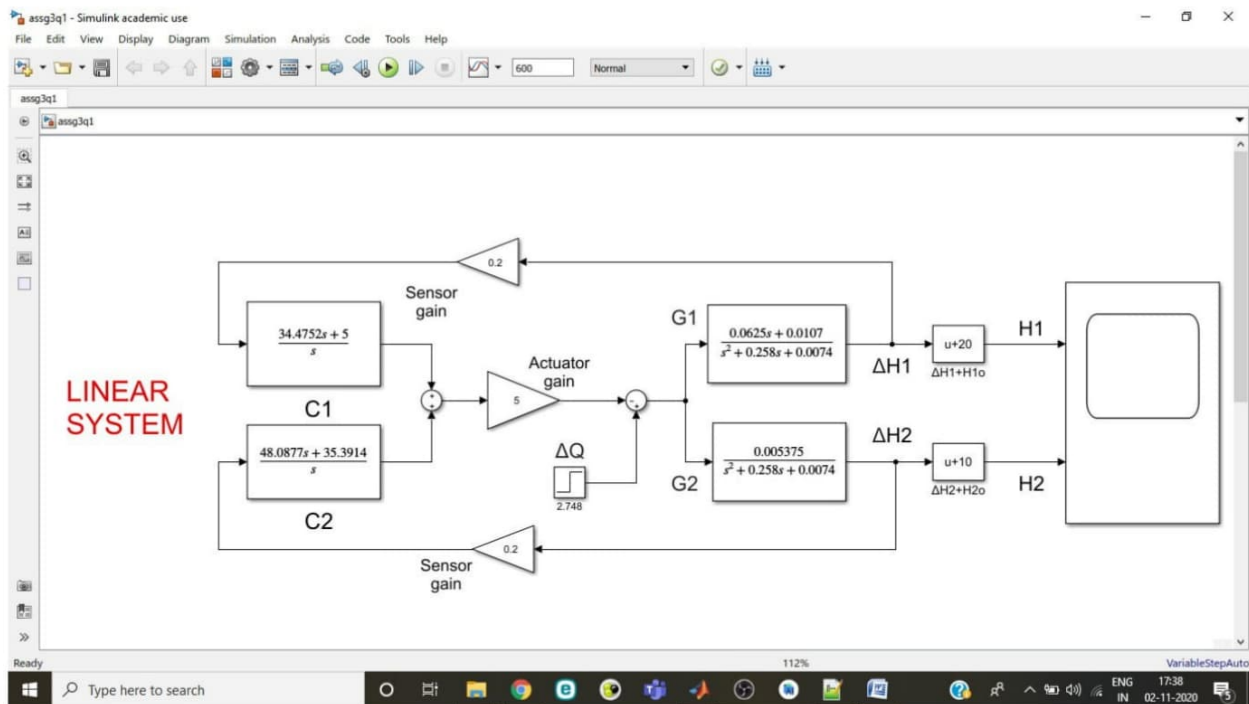 assg3q1 - Simulink academic use
File Edit View Display Diagram Simulation Analysis Code Tools Help
600
Normal
assg3q1
assg3q1
0.2
Sensor
gain
34.4752s + 5
s
C1
LINEAR
SYSTEM
48.0877s + 35.3914
s
C2
Actuator
gain
5
ΔQ
2.748
G1
0.0625s + 0.0107
s² + 0.258s + 0.0074
ΔH1
u+20
ΔH1+H1o
H1
G2
0.005375
s² + 0.258s + 0.0074
ΔH2
u+10
ΔH2+H2o
H2
0.2
Sensor
gain
Ready
112%
VariableStepAuto
Type here to search
ENG
IN
17:38
02-11-2020
5